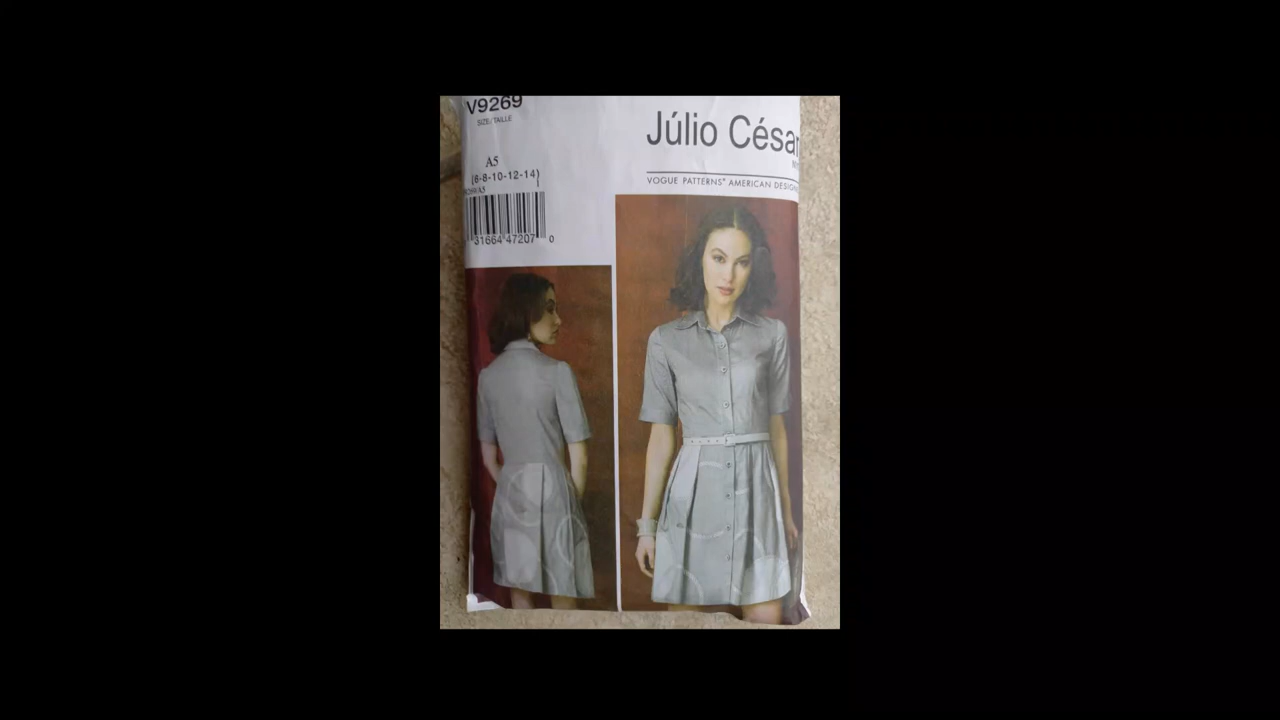 V9269
SIZE / TAILLE
A5
(6-8-10-12-14)
31664 47207 0
Júlio César
VOGUE PATTERNS® AMERICAN DESIGN